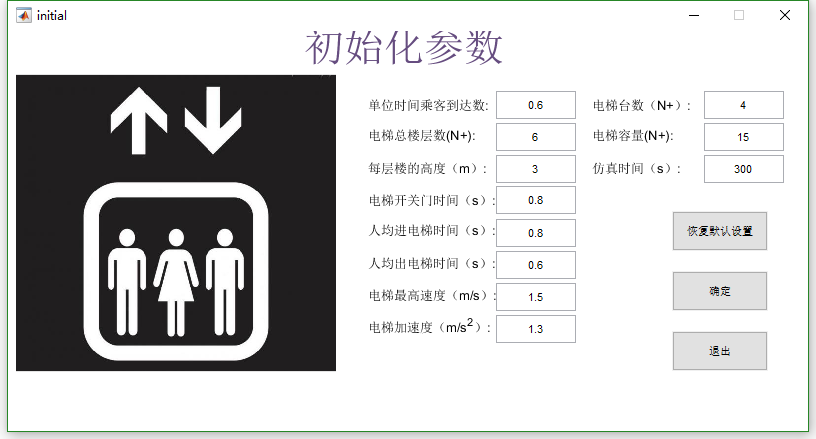 initial
初始化参数
单位时间乘客到达数: 0.6 电梯台数（N+）: 4
电梯总楼层数(N+): 6 电梯容量(N+): 15
每层楼的高度（m）: 3 仿真时间（s）: 300
电梯开关门时间（s）: 0.8
人均进电梯时间（s）: 0.8
恢复默认设置
人均出电梯时间（s）: 0.6
电梯最高速度（m/s）: 1.5
确定
电梯加速度（m/s²）: 1.3
退出